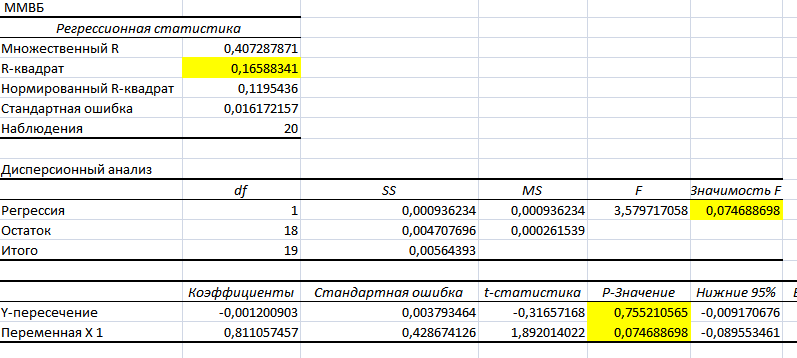 ММВБ
Регрессионная статистика
Множественный R 0,407287871
R-квадрат 0,16588341
Нормированный R-квадрат 0,1195436
Стандартная ошибка 0,016172157
Наблюдения 20
Дисперсионный анализ
df SS MS F Значимость F
Регрессия 1 0,000936234 0,000936234 3,579717058 0,074688698
Остаток 18 0,004707696 0,000261539
Итого 19 0,00564393
Коэффициенты Стандартная ошибка t-статистика P-Значение Нижние 95%
Y-пересечение -0,001200903 0,003793464 -0,31657168 0,755210565 -0,009170676
Переменная X 1 0,811057457 0,428674126 1,892014022 0,074688698 -0,089553461